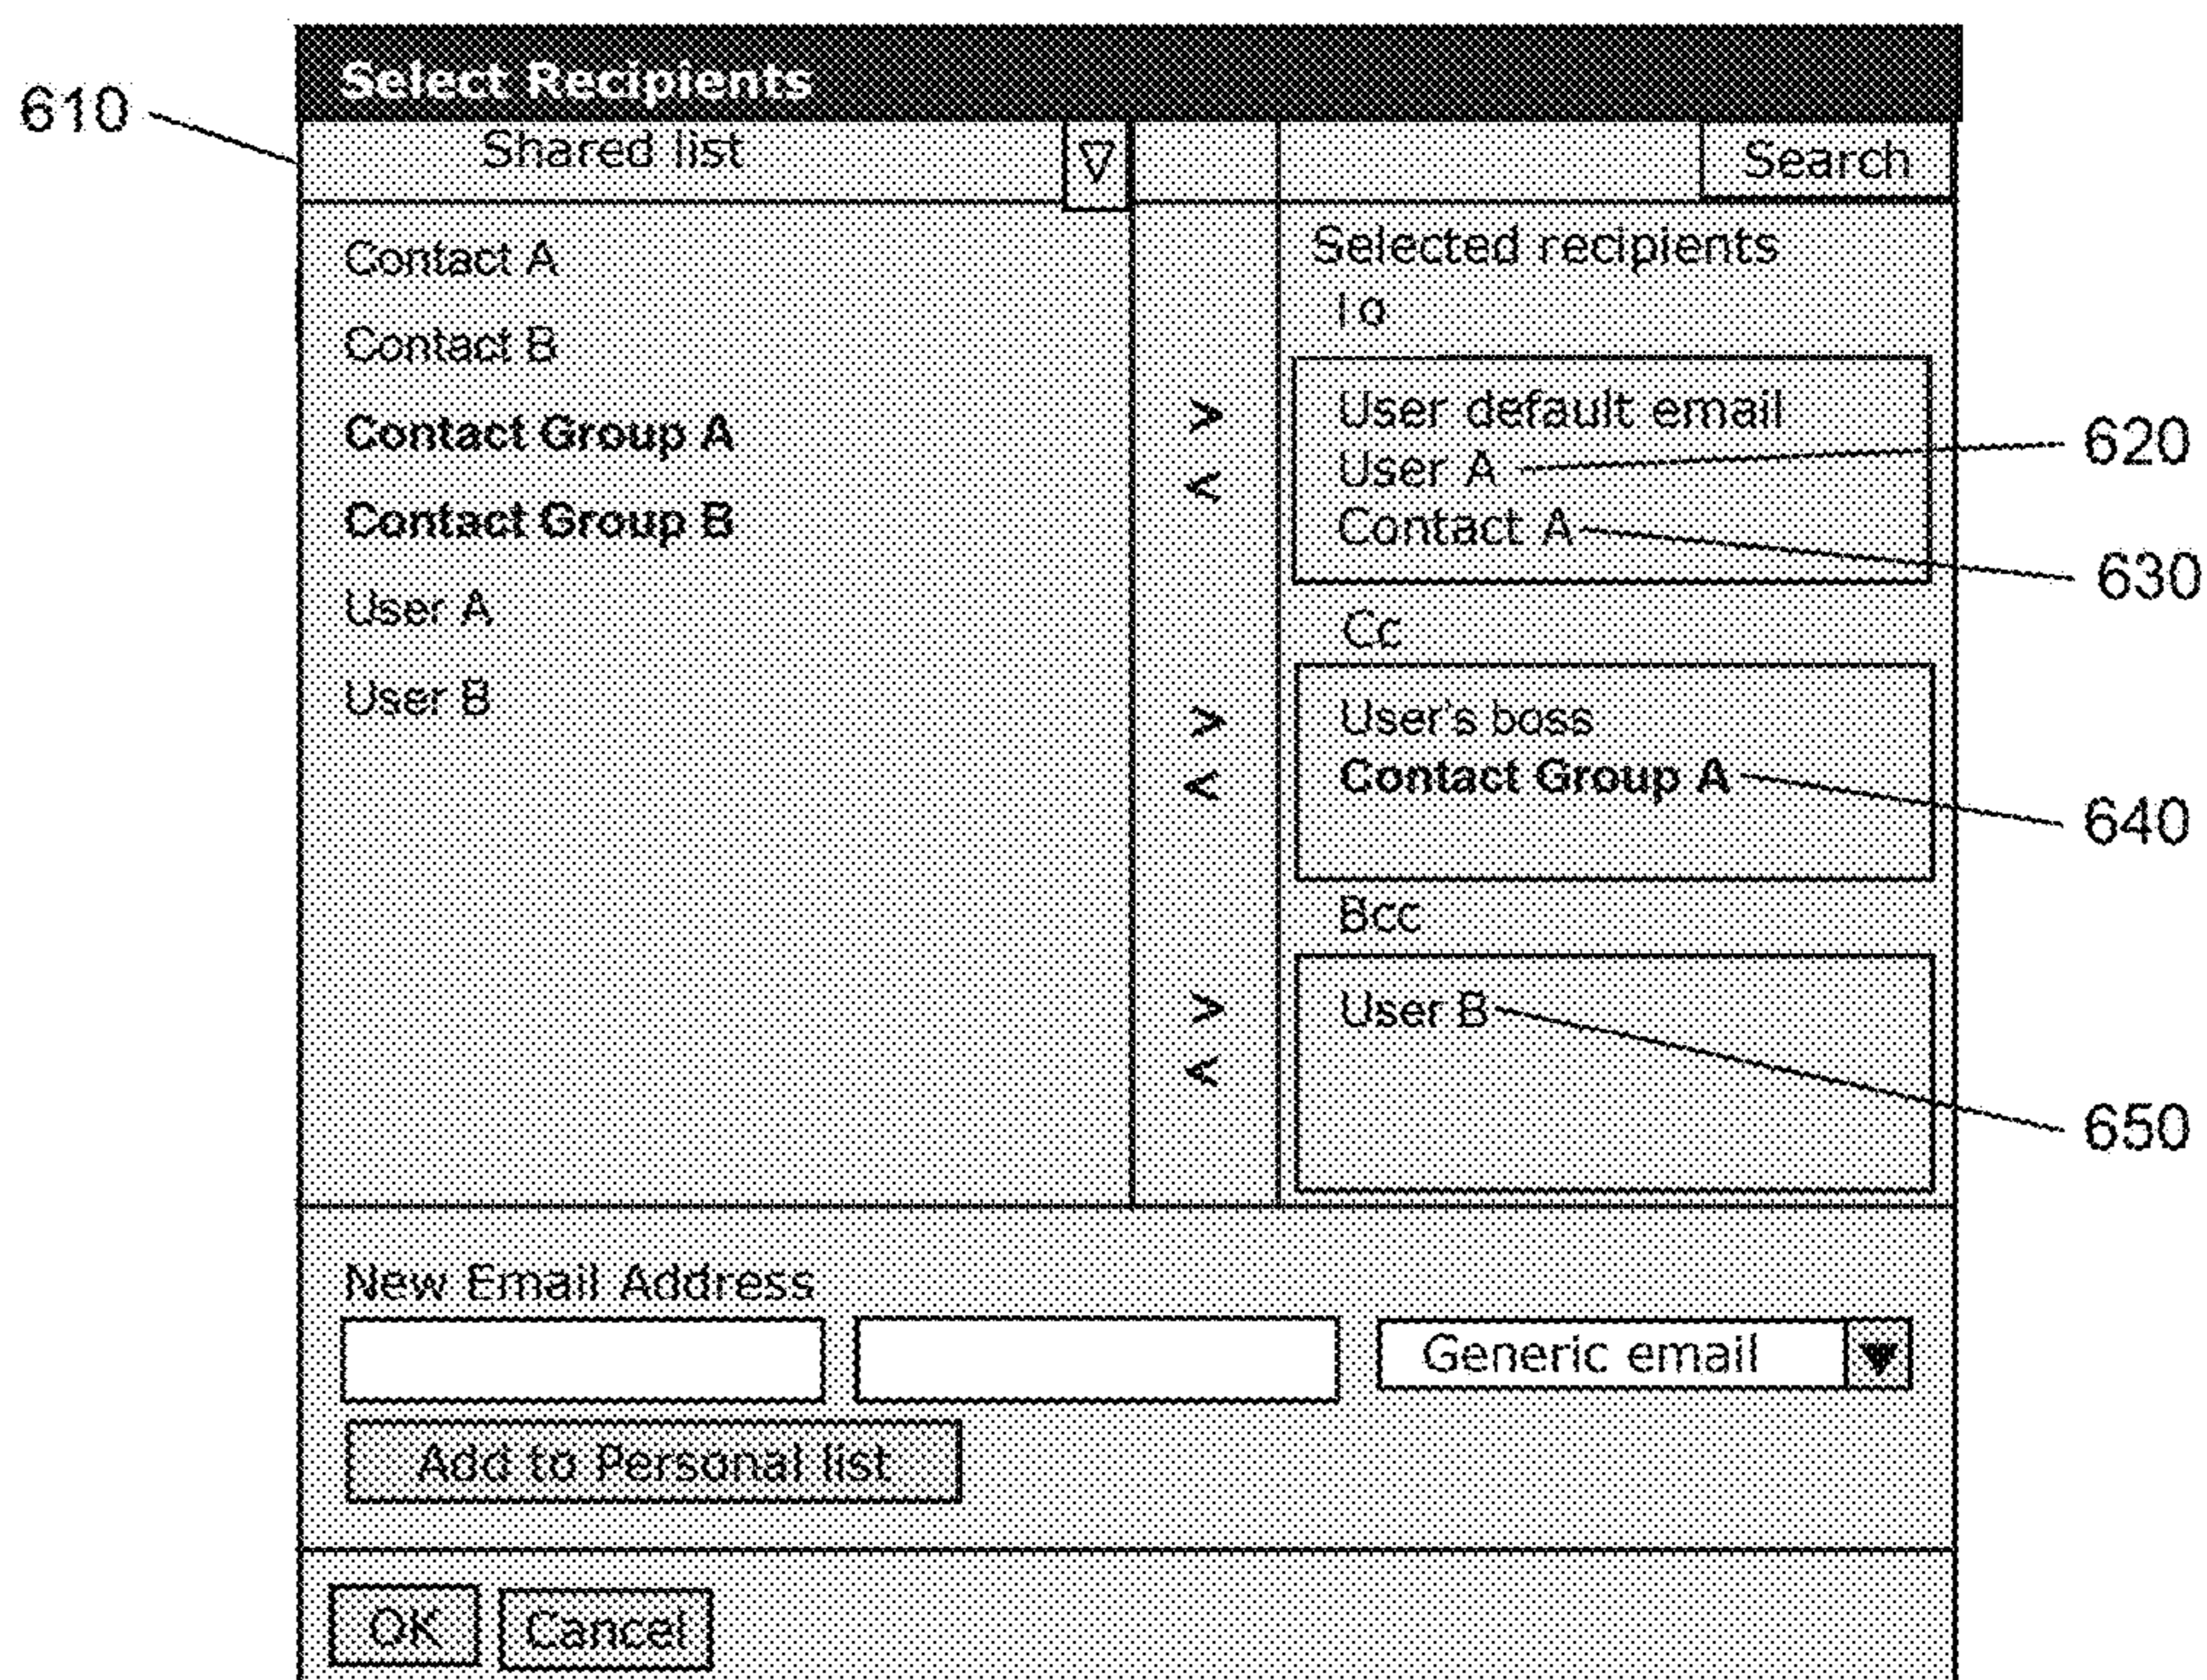 Select Recipients
610
Shared list
Search
Contact A
Contact B
Contact Group A
Contact Group B
User A
User B
>
<
>
<
>
<
Selected recipients
To
User default email
User A
620
Contact A
630
Cc
User's boss
Contact Group A
640
Bcc
User B
650
New Email Address
Generic email
Add to Personal list
OK Cancel